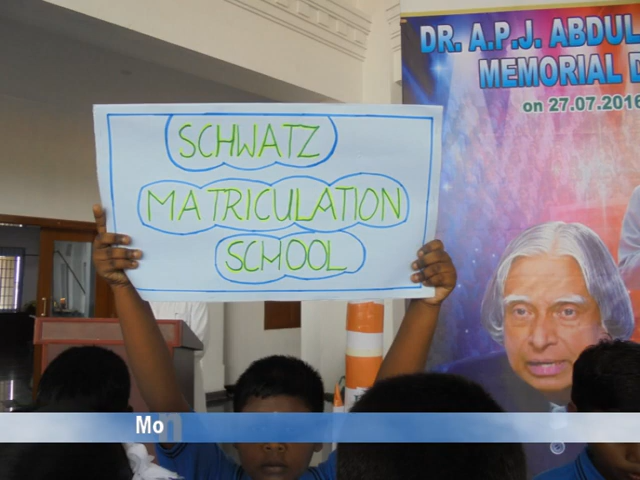 SCHWATZ
MATRICULATION
SCHOOL
DR. A.P.J. ABDUL
MEMORIAL D
on 27.07.2016
Mo